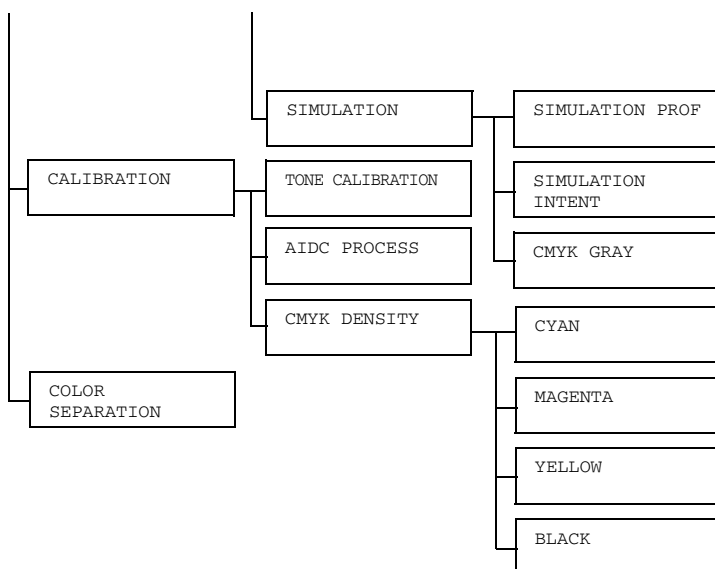 SIMULATION
SIMULATION PROF
CALIBRATION
TONE CALIBRATION
SIMULATION
INTENT
AIDC PROCESS
CMYK GRAY
CMYK DENSITY
CYAN
COLOR
SEPARATION
MAGENTA
YELLOW
BLACK